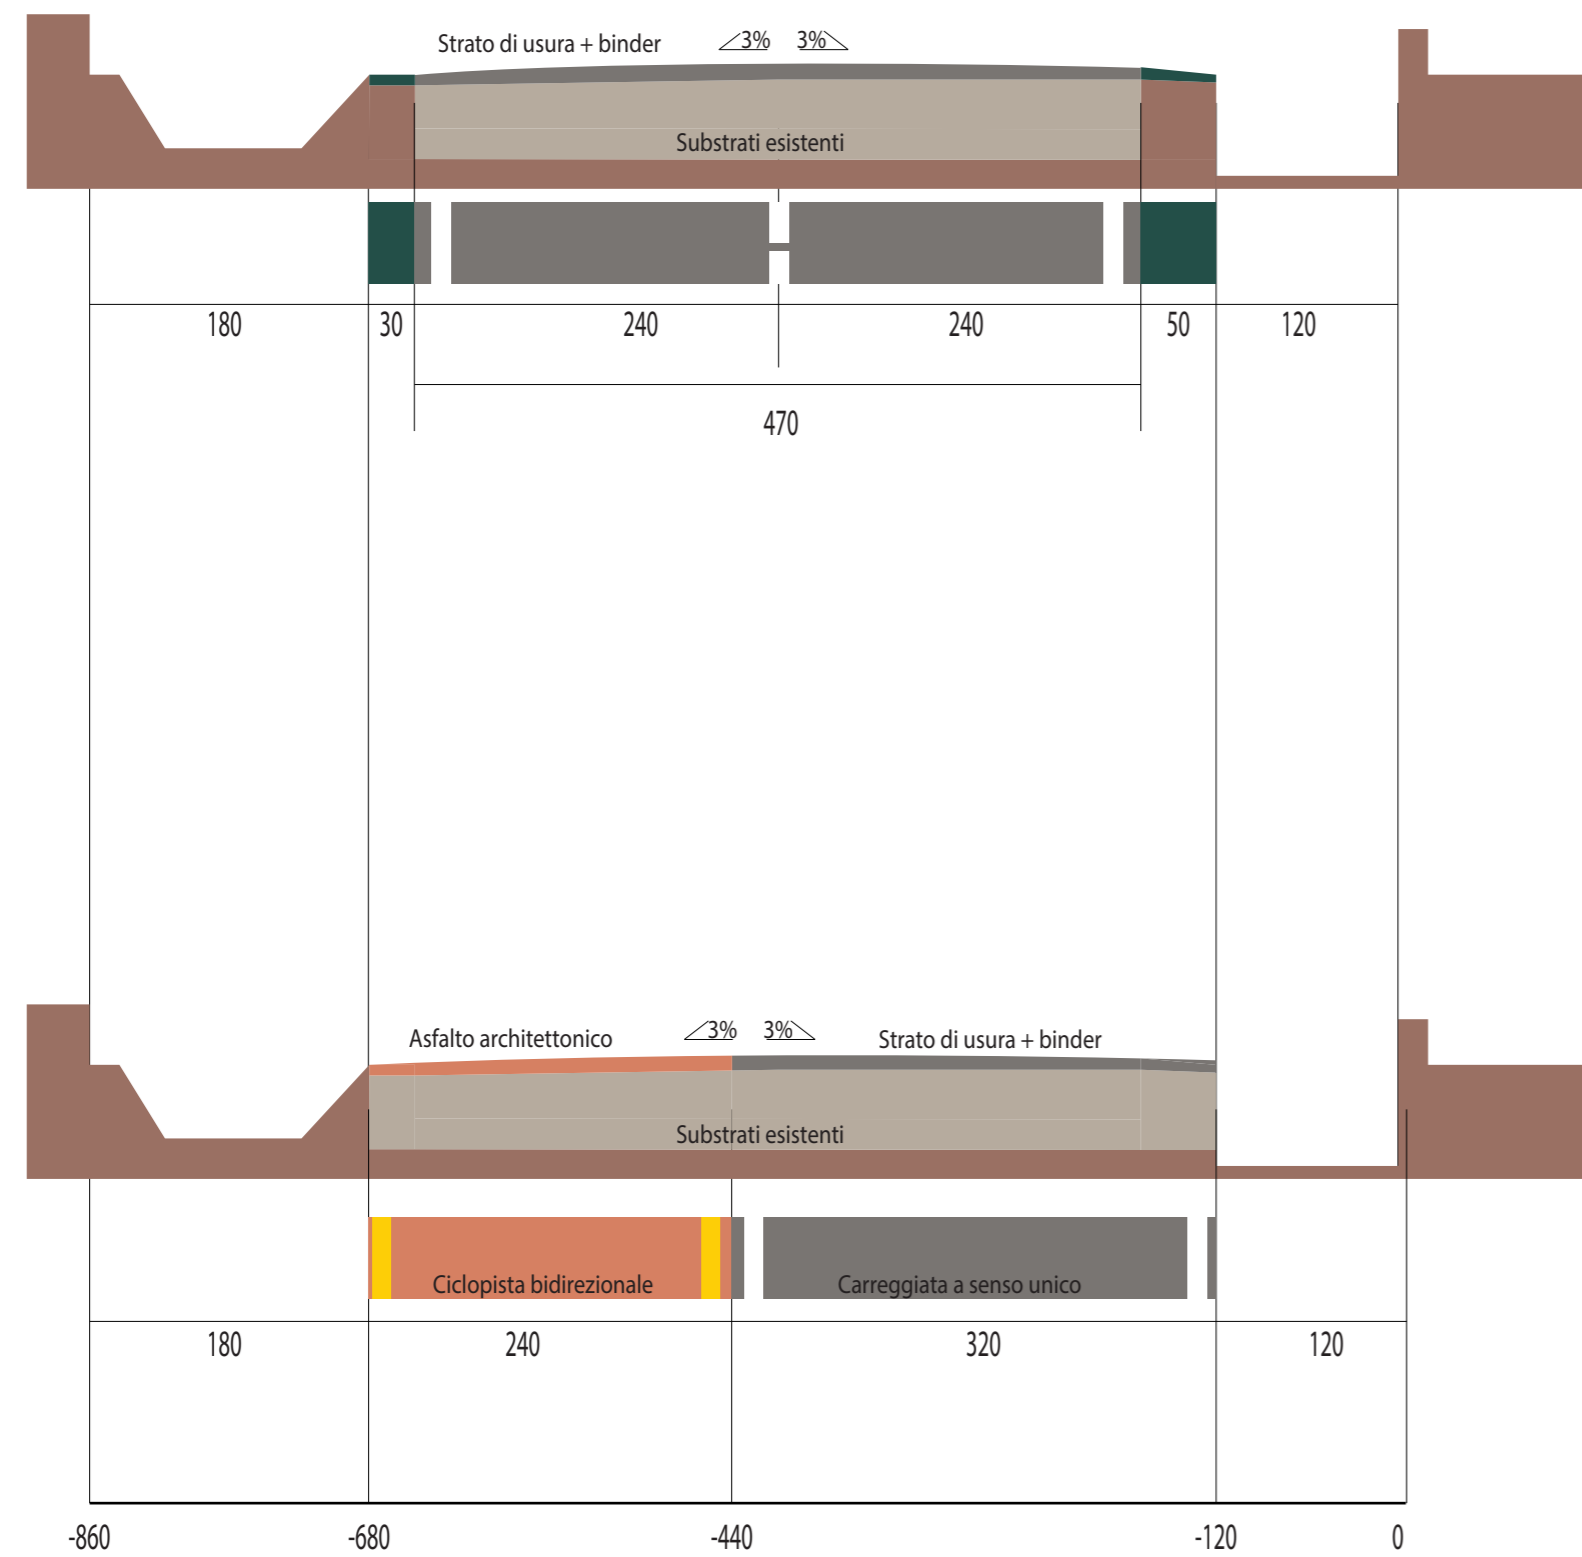 Strato di usura + binder 3% 3%
Substrati esistenti
180 30 240 240 50 120
470
Asfalto architettonico 3% 3% Strato di usura + binder
Substrati esistenti
Ciclopista bidirezionale Carreggiata a senso unico
180 240 320 120
-860 -680 -440 -120 0